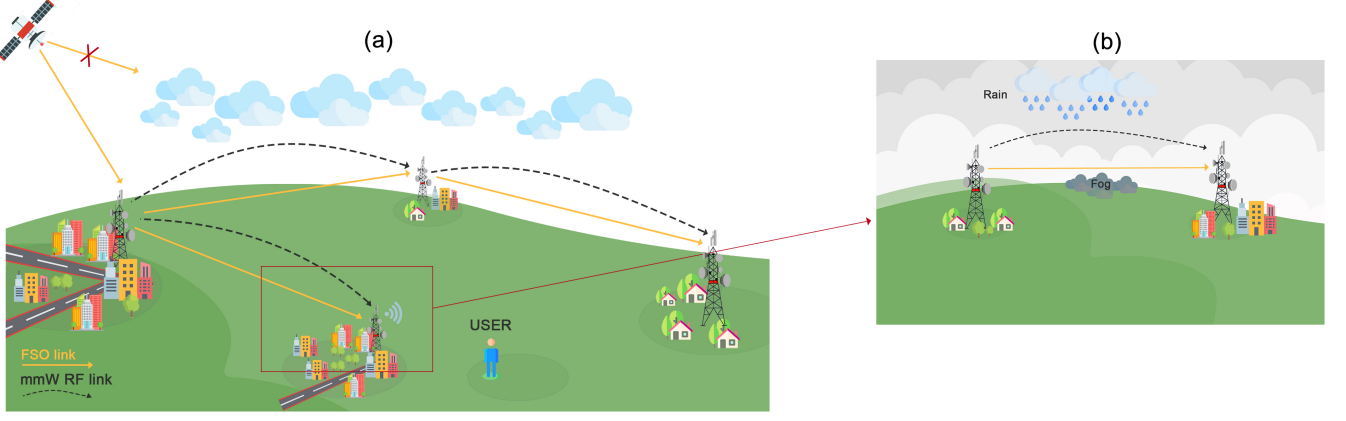 (a)
(b)
Rain
Fog
USER
FSO link
mmW RF link